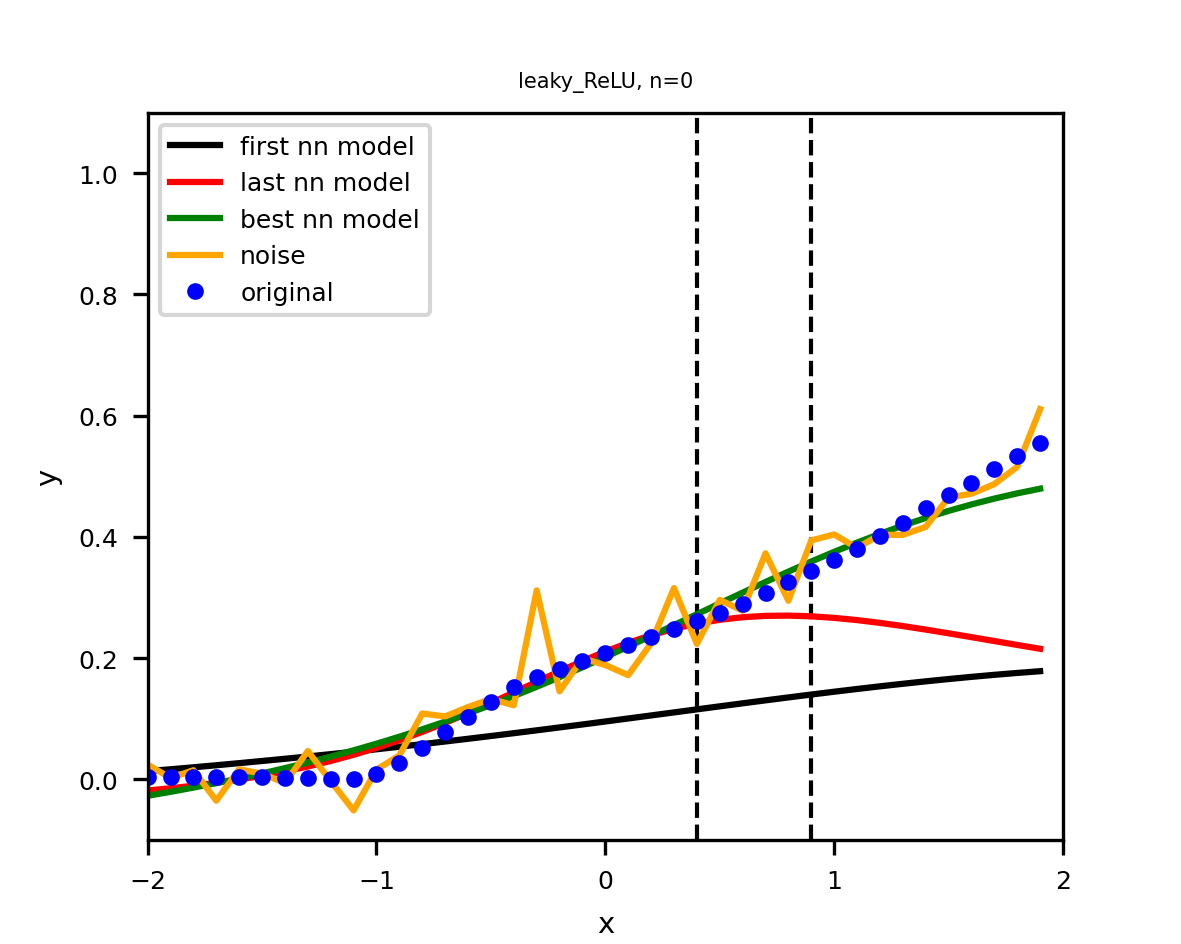 leaky_ReLU, n=0
first nn model
last nn model
best nn model
noise
original
1.0
0.8
0.6
0.4
0.2
0.0
y
−2
−1
0
1
2
x